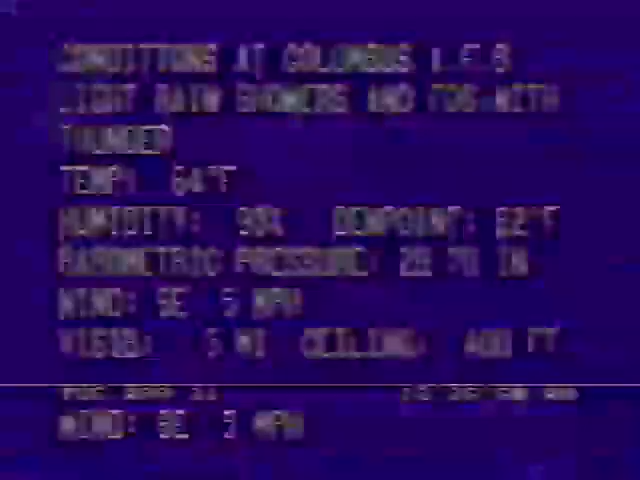 CONDITIONS AT COLUMBUS
LIGHT RAIN SHOWERS AND FOG WITH
THUNDER
TEMP: 64°F
HUMIDITY: 93% DEWPOINT: 62°F
BAROMETRIC PRESSURE: 29.70 IN
WIND: SE 5 MPH
VISIB: 5 MI CEILING: 400 FT
WIND: SE MPH